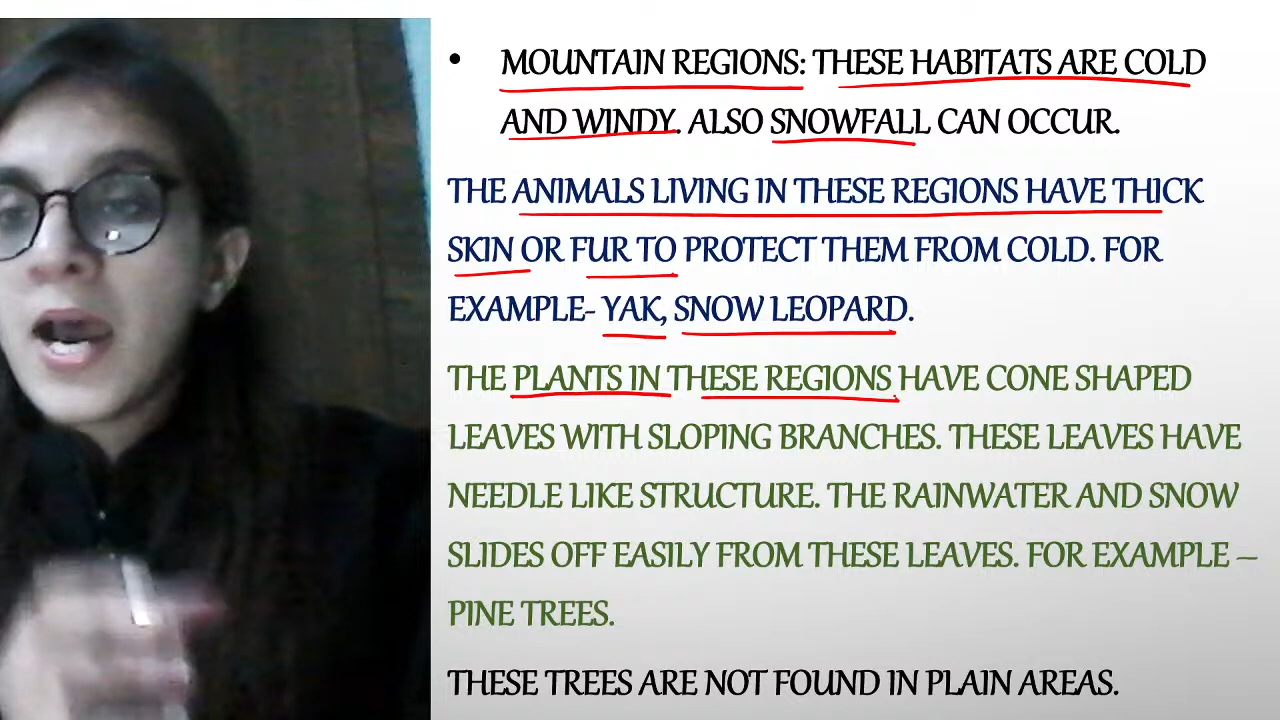 • MOUNTAIN REGIONS: THESE HABITATS ARE COLD
AND WINDY. ALSO SNOWFALL CAN OCCUR.
THE ANIMALS LIVING IN THESE REGIONS HAVE THICK
SKIN OR FUR TO PROTECT THEM FROM COLD. FOR
EXAMPLE- YAK, SNOW LEOPARD.
THE PLANTS IN THESE REGIONS HAVE CONE SHAPED
LEAVES WITH SLOPING BRANCHES. THESE LEAVES HAVE
NEEDLE LIKE STRUCTURE. THE RAINWATER AND SNOW
SLIDES OFF EASILY FROM THESE LEAVES. FOR EXAMPLE –
PINE TREES.
THESE TREES ARE NOT FOUND IN PLAIN AREAS.